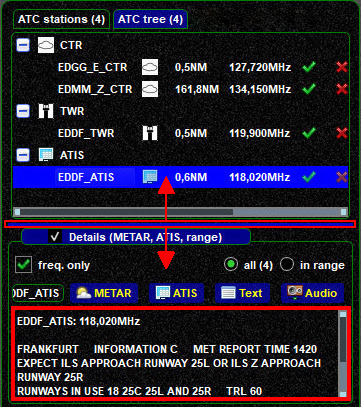 ATC stations (4) ATC tree (4)
CTR
EDGG_E_CTR 0,5NM 127,720MHz
EDMM_Z_CTR 161,8NM 134,150MHz
TWR
EDDF_TWR 0,5NM 119,900MHz
ATIS
EDDF_ATIS 0,6NM 118,020MHz
Details (METAR, ATIS, range)
freq. only all (4) in range
DDF_ATIS METAR ATIS Text Audio
EDDF_ATIS: 118,020MHz
FRANKFURT INFORMATION C MET REPORT TIME 1420
EXPECT ILS APPROACH RUNWAY 25L OR ILS Z APPROACH
RUNWAY 25R
RUNWAYS IN USE 18 25C 25L AND 25R TRL 60